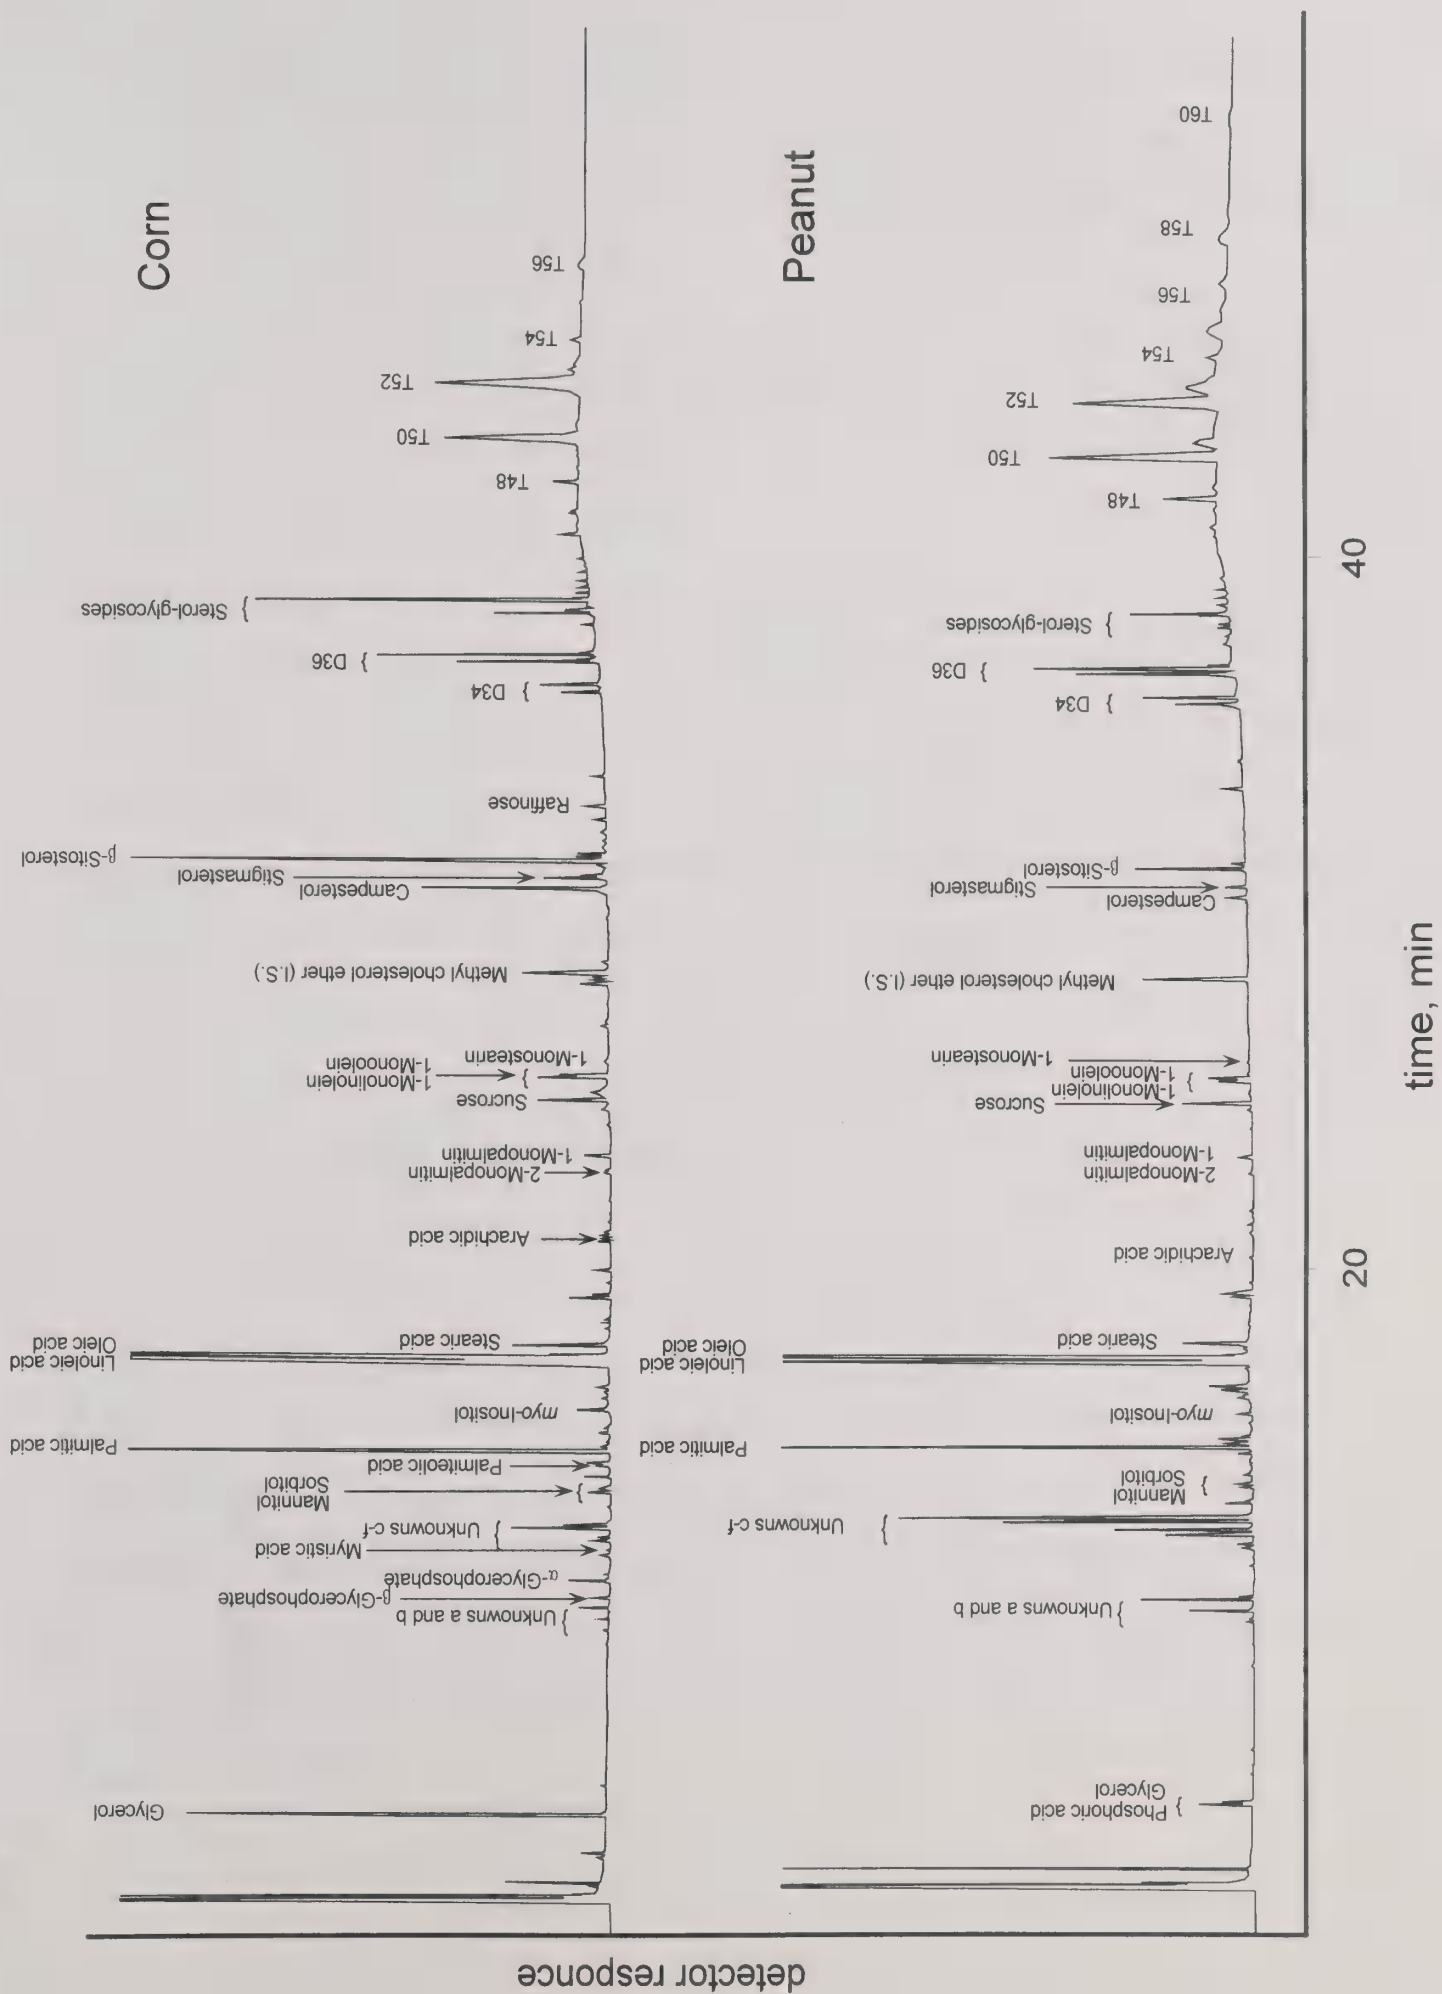 detector responce
Corn
Glycerol
Unknowns a and b
β-Glycerophosphate
α-Glycerophosphate
Myristic acid
Unknowns c-f
Mannitol
Sorbitol
Palmiteolic acid
Palmitic acid
myo-Inositol
Linoleic acid
Oleic acid
Stearic acid
Arachidic acid
2-Monopalmitin
1-Monopalmitin
Sucrose
1-Monolinolein
1-Monoolein
1-Monostearin
Methyl cholesterol ether (I.S.)
Campesterol
Stigmasterol
β-Sitosterol
Raffinose
D34
D36
Sterol-glycosides
T48
T50
T52
T54
T56
Peanut
Phosphoric acid
Glycerol
Unknowns a and b
Unknowns c-f
Mannitol
Sorbitol
Palmitic acid
myo-Inositol
Linoleic acid
Oleic acid
Stearic acid
Arachidic acid
2-Monopalmitin
1-Monopalmitin
Sucrose
1-Monolinolein
1-Monoolein
1-Monostearin
Methyl cholesterol ether (I.S.)
Campesterol
Stigmasterol
β-Sitosterol
D34
D36
Sterol-glycosides
T48
T50
T52
T54
T56
T58
T60
20
40
time, min